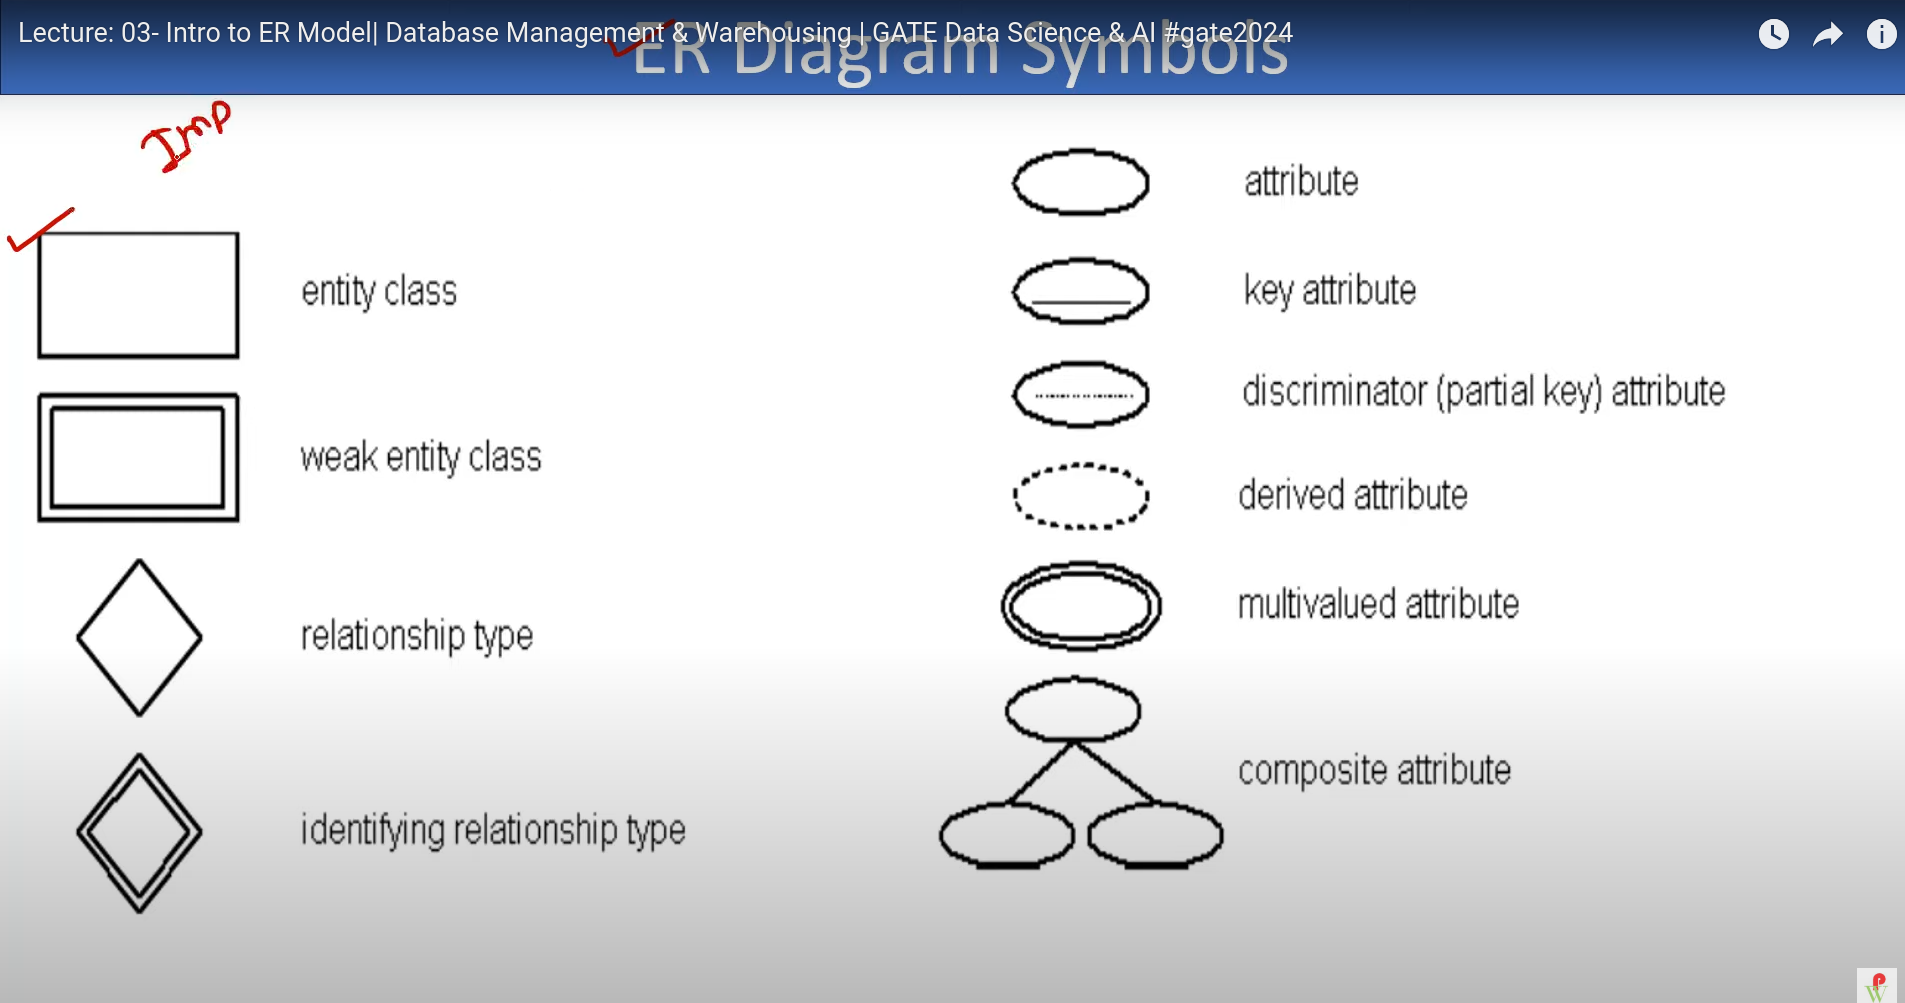 Lecture: 03- Intro to ER Model| Database Management & Warehousing | GATE Data Science & AI #gate2024
ER Diagram Symbols
Imp
entity class
weak entity class
relationship type
identifying relationship type
attribute
key attribute
discriminator (partial key) attribute
derived attribute
multivalued attribute
composite attribute
W